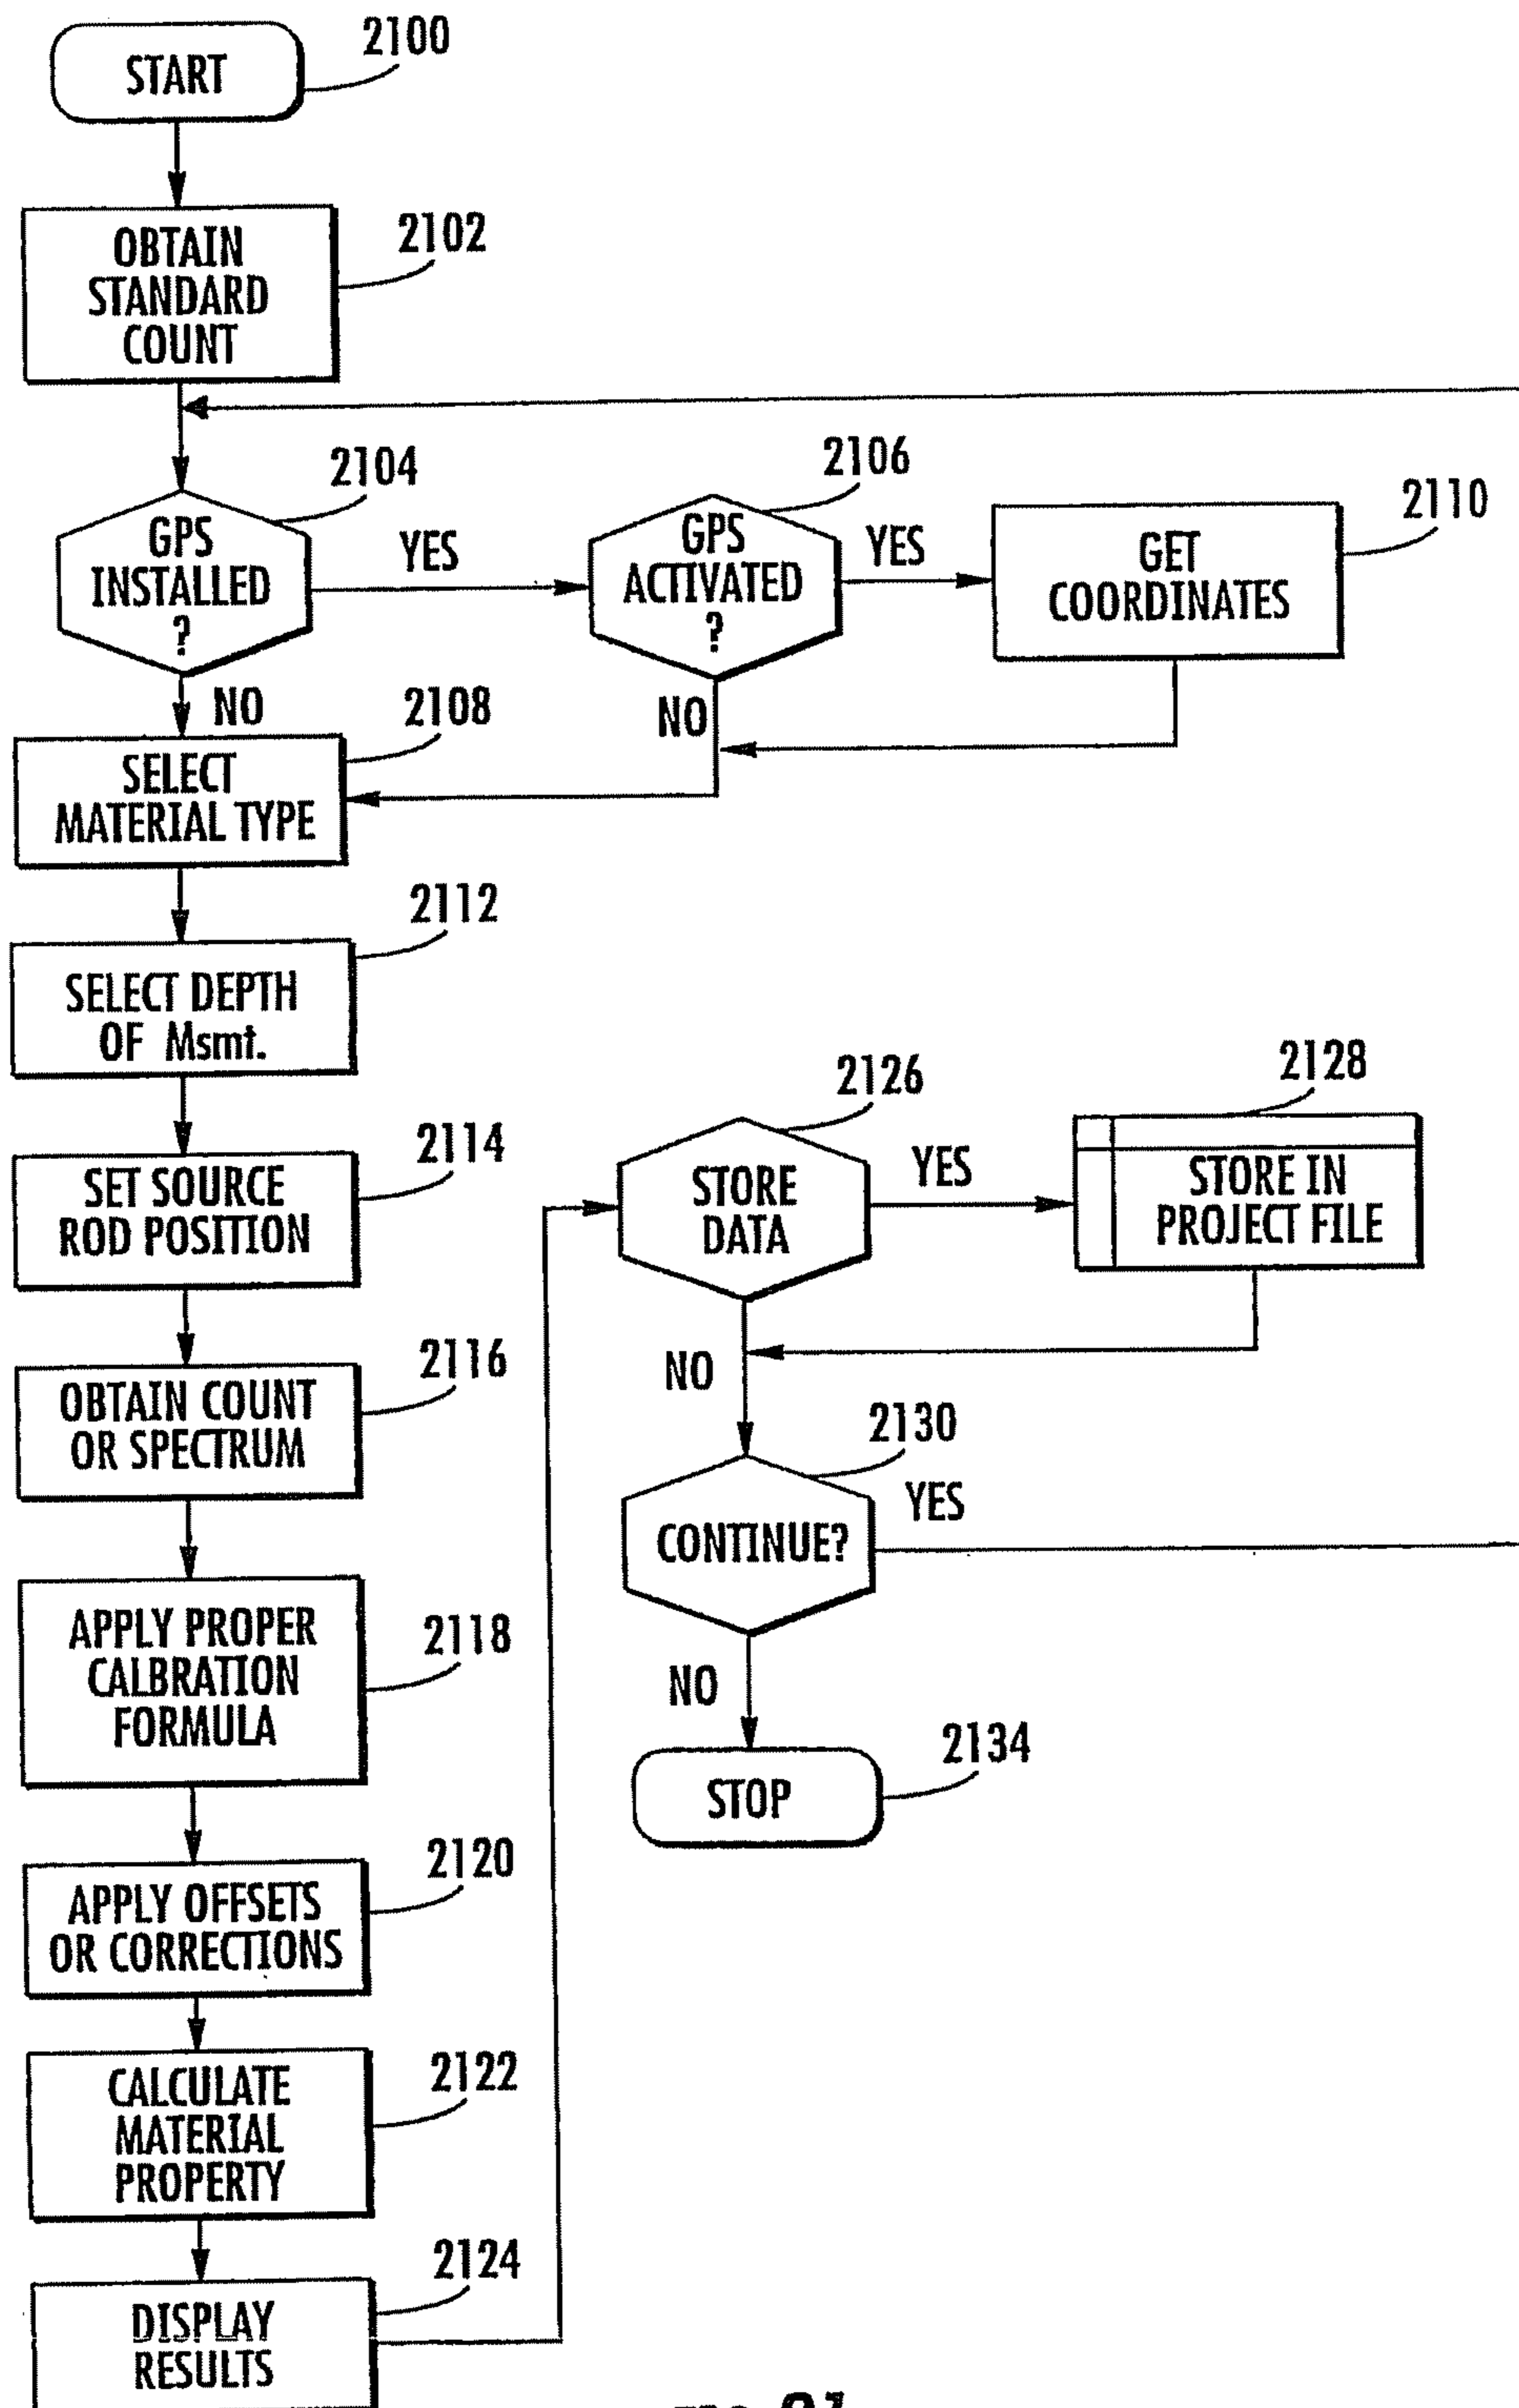 START
2100
OBTAIN
STANDARD
COUNT
2102
GPS
INSTALLED
?
2104
YES
GPS
ACTIVATED
?
2106
YES
GET
COORDINATES
2110
NO
NO
SELECT
MATERIAL TYPE
2108
SELECT DEPTH
OF Msmt.
2112
SET SOURCE
ROD POSITION
2114
OBTAIN COUNT
OR SPECTRUM
2116
APPLY PROPER
CALBRATION
FORMULA
2118
APPLY OFFSETS
OR CORRECTIONS
2120
CALCULATE
MATERIAL
PROPERTY
2122
DISPLAY
RESULTS
2124
STORE
DATA
2126
YES
STORE IN
PROJECT FILE
2128
NO
CONTINUE?
2130
YES
NO
STOP
2134